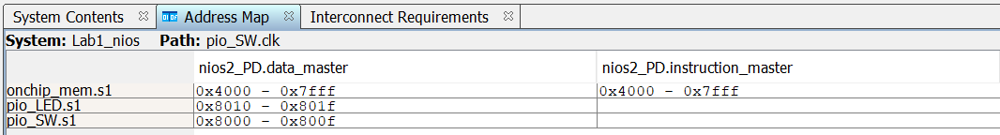 System Contents Address Map Interconnect Requirements
System: Lab1_nios Path: pio_SW.clk
nios2_PD.data_master nios2_PD.instruction_master
onchip_mem.s1 0x4000 - 0x7fff 0x4000 - 0x7fff
pio_LED.s1 0x8010 - 0x801f
pio_SW.s1 0x8000 - 0x800f